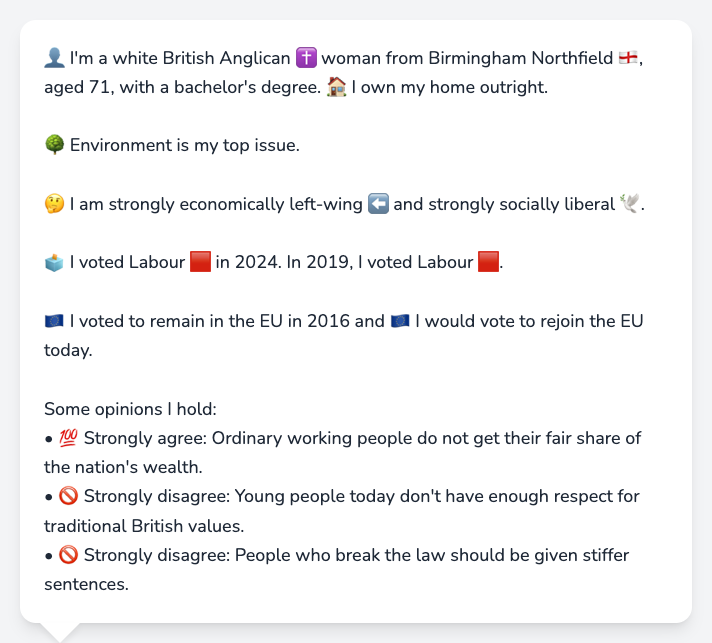 👤 I'm a white British Anglican ✝️ woman from Birmingham Northfield 🏴󠁧󠁢󠁥󠁮󠁧󠁿,
aged 71, with a bachelor's degree. 🏠 I own my home outright.
🌳 Environment is my top issue.
🤔 I am strongly economically left-wing ⬅️ and strongly socially liberal 🕊️.
🗳️ I voted Labour 🟥 in 2024. In 2019, I voted Labour 🟥.
🇪🇺 I voted to remain in the EU in 2016 and 🇪🇺 I would vote to rejoin the EU
today.
Some opinions I hold:
• 💯 Strongly agree: Ordinary working people do not get their fair share of
the nation's wealth.
• 🚫 Strongly disagree: Young people today don't have enough respect for
traditional British values.
• 🚫 Strongly disagree: People who break the law should be given stiffer
sentences.